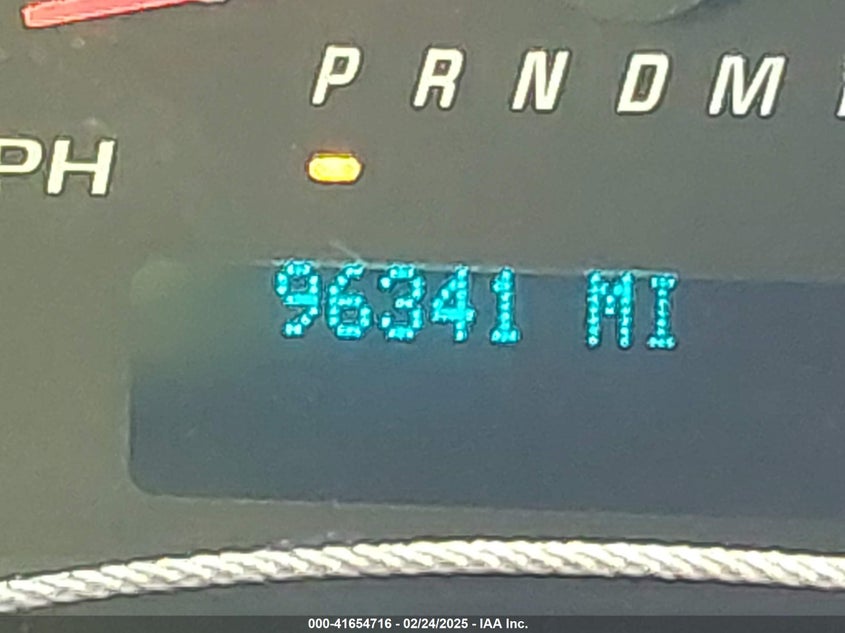 P R N D M
PH
96341 MI
000-41654716 - 02/24/2025 - IAA Inc.